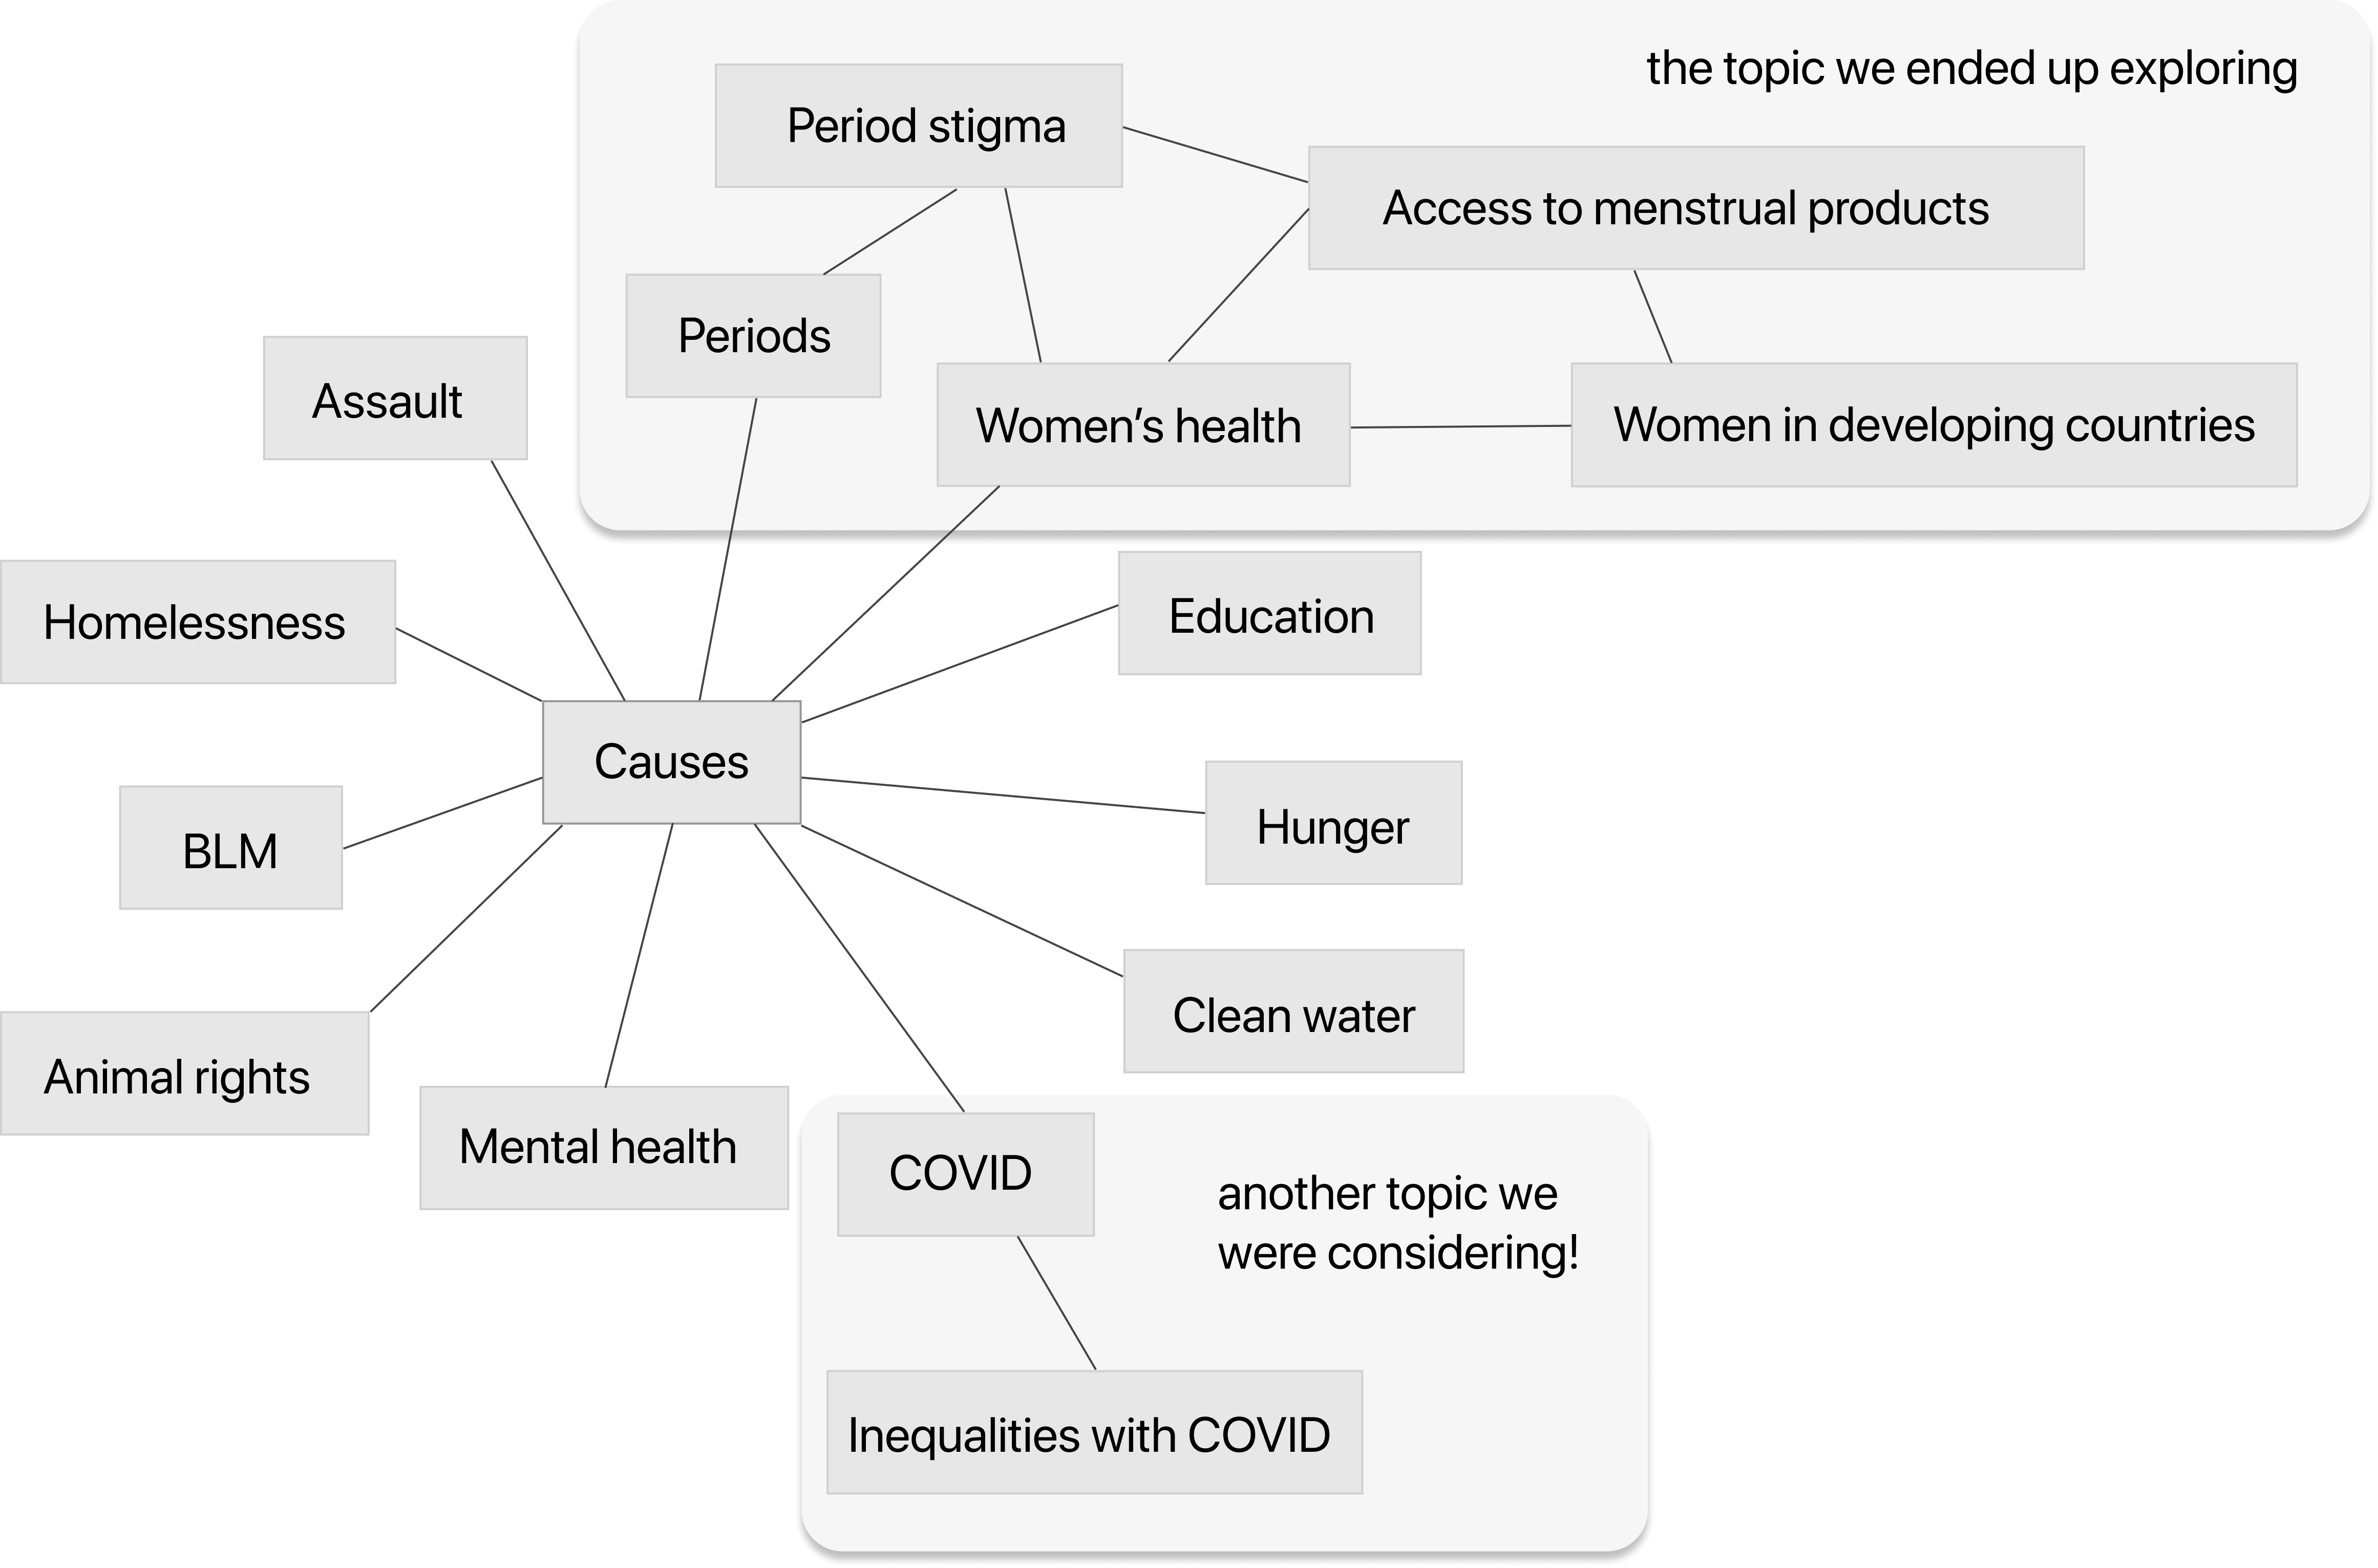 the topic we ended up exploring
Period stigma
Access to menstrual products
Periods
Assault
Women’s health
Women in developing countries
Homelessness
Education
Causes
Hunger
BLM
Clean water
Animal rights
Mental health
COVID
another topic we
were considering!
Inequalities with COVID